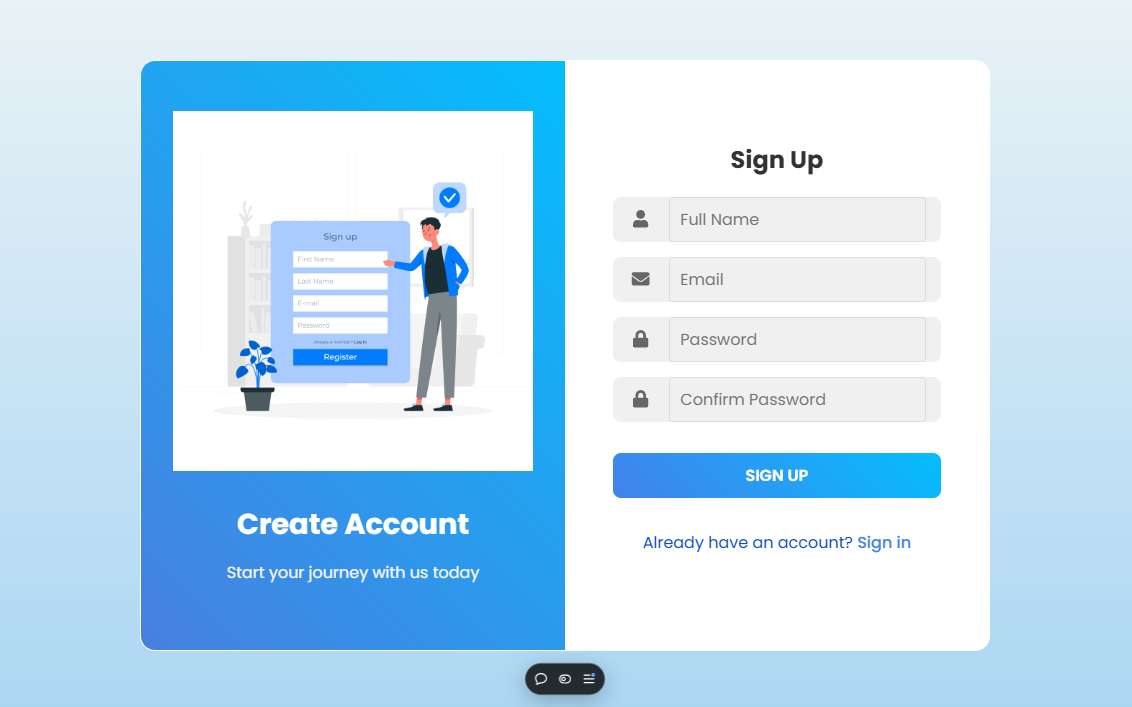 Sign up
First Name
Last Name
E-mail
Password
Already a member? Log In
Register
Create Account
Start your journey with us today
Sign Up
Full Name
Email
Password
Confirm Password
SIGN UP
Already have an account? Sign in